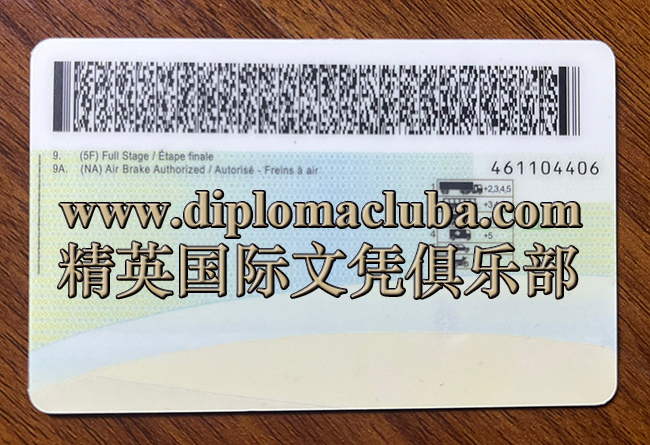 9. (5F) Full Stage / Étape finale
9A. (NA) Air Brake Authorized / Autorisé - Freins à air
461104406
+2,3,4,5
www.diplomacluba.com
4 +5
精英国际文凭俱乐部